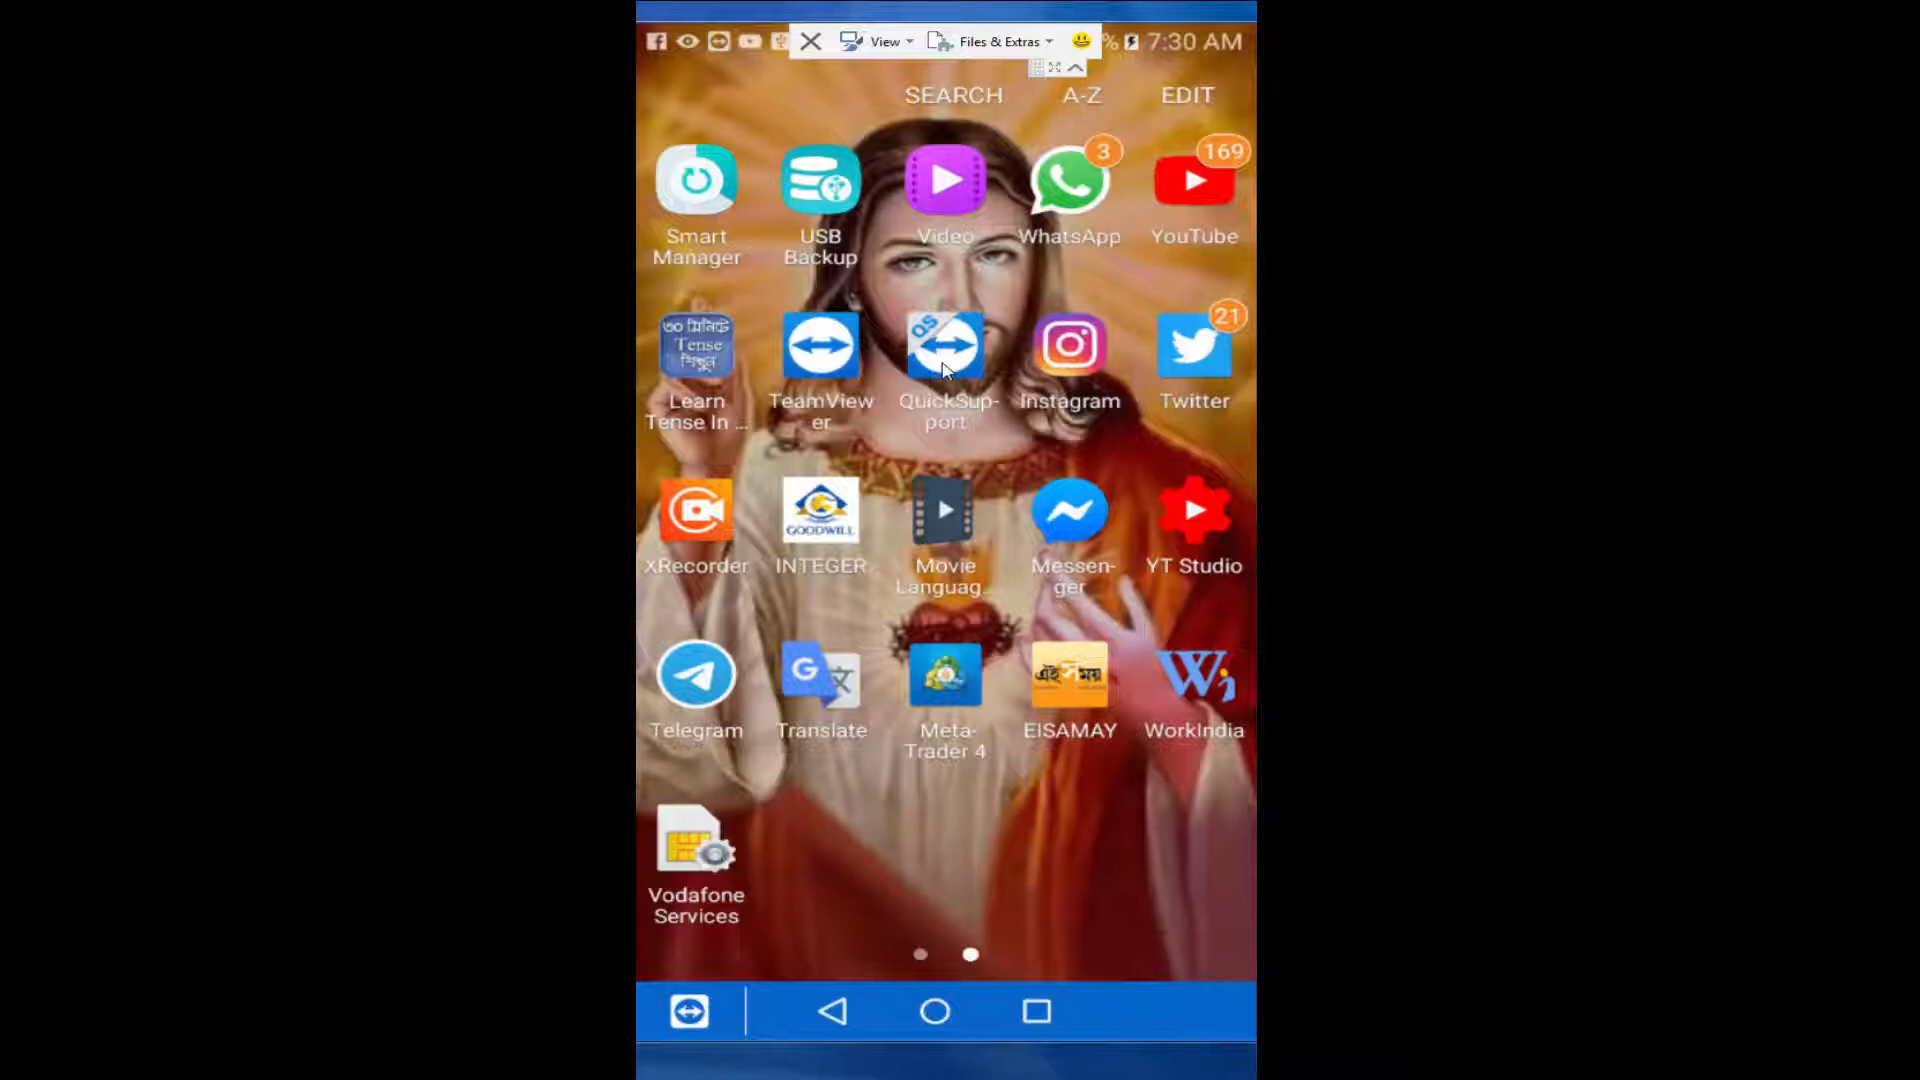 View Files & Extras % 7:30 AM
SEARCH A-Z EDIT
3 169
Smart Manager
USB Backup
Video
WhatsApp
YouTube
21
৩০ মিনিটে
Tense
শিখুন
QS
Learn
Tense In ...
TeamView
er
QuickSup-
port
Instagram
Twitter
GOODWILL
XRecorder
INTEGER
Movie
Languag..
Messen-
ger
YT Studio
G
এই সময়
Wi
Telegram
Translate
Meta-
Trader 4
EISAMAY
WorkIndia
Vodafone
Services